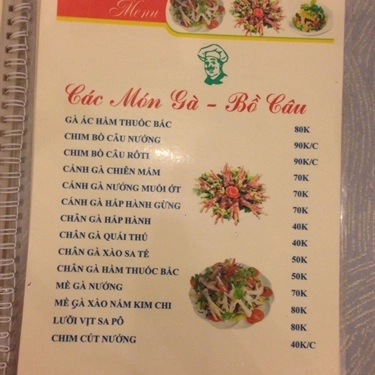 Menu
Các Món Gà - Bồ Câu
GÀ ÁC HẦM THUỐC BẮC 80K
CHIM BỒ CÂU NƯỚNG 90K/C
CHIM BỒ CÂU RÔTI 90K/C
CÁNH GÀ CHIÊN MẮM 70K
CÁNH GÀ NƯỚNG MUỐI ỚT 70K
CÁNH GÀ HẤP HÀNH GỪNG 70K
CHÂN GÀ HẤP HÀNH 40K
CHÂN GÀ QUÁI THÚ 40K
CHÂN GÀ XÀO SA TẾ 50K
CHÂN GÀ HẦM THUỐC BẮC 50K
MỀ GÀ NƯỚNG 70K
MỀ GÀ XÀO NẤM KIM CHI 80K
LƯỠI VỊT SA PÔ 80K
CHIM CÚT NƯỚNG 40K/C